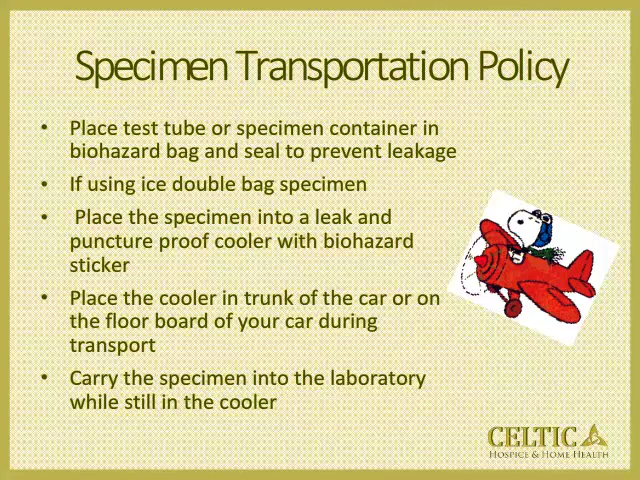 Specimen Transportation Policy
• Place test tube or specimen container in
biohazard bag and seal to prevent leakage
• If using ice double bag specimen
• Place the specimen into a leak and
puncture proof cooler with biohazard
sticker
• Place the cooler in trunk of the car or on
the floor board of your car during
transport
• Carry the specimen into the laboratory
while still in the cooler
CELTIC
HOSPICE & HOME HEALTH